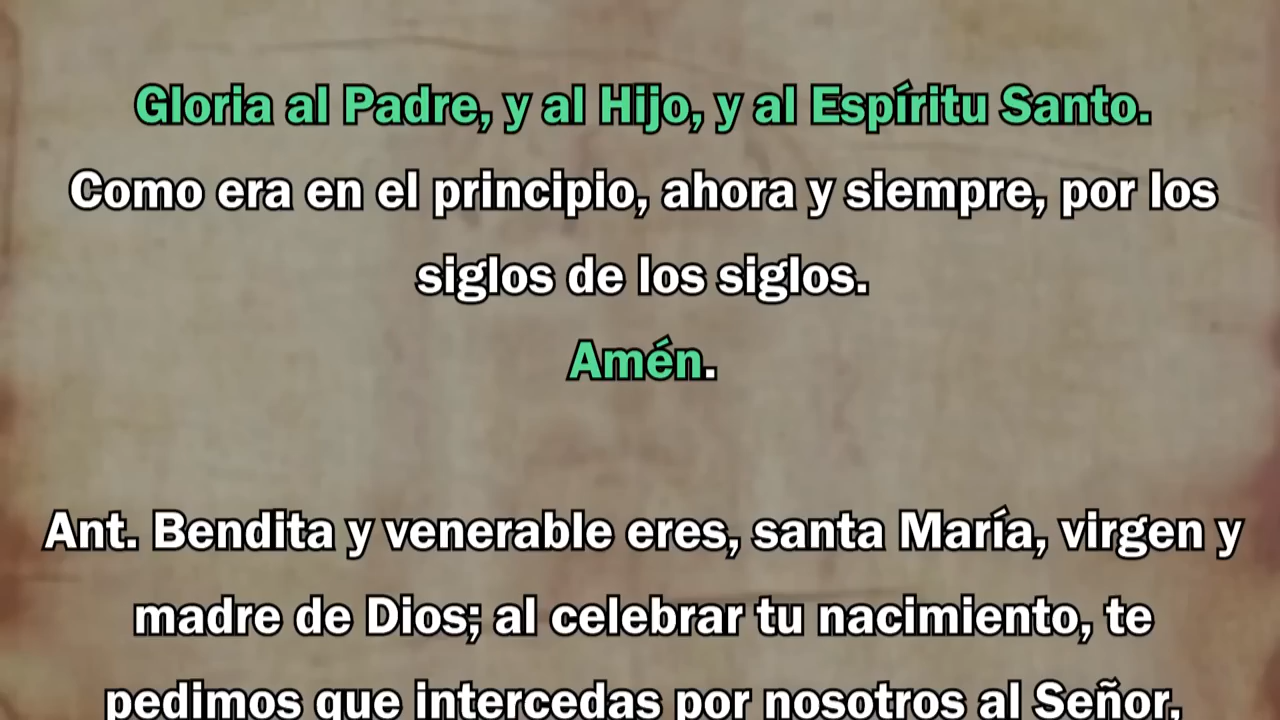 Gloria al Padre, y al Hijo, y al Espíritu Santo.
Como era en el principio, ahora y siempre, por los
siglos de los siglos.
Amén.
Ant. Bendita y venerable eres, santa María, virgen y
madre de Dios; al celebrar tu nacimiento, te
pedimos que intercedas por nosotros al Señor,